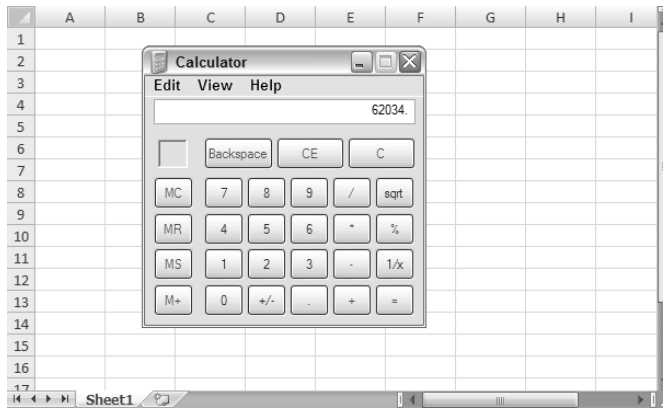 A B C D E F G H I
1
2
3
4
5
6
7
8
9
10
11
12
13
14
15
16
17
Calculator
Edit View Help
62034.
Backspace CE C
MC 7 8 9 / sqrt
MR 4 5 6 * %
MS 1 2 3 - 1/x
M+ 0 +/- . + =
Sheet1